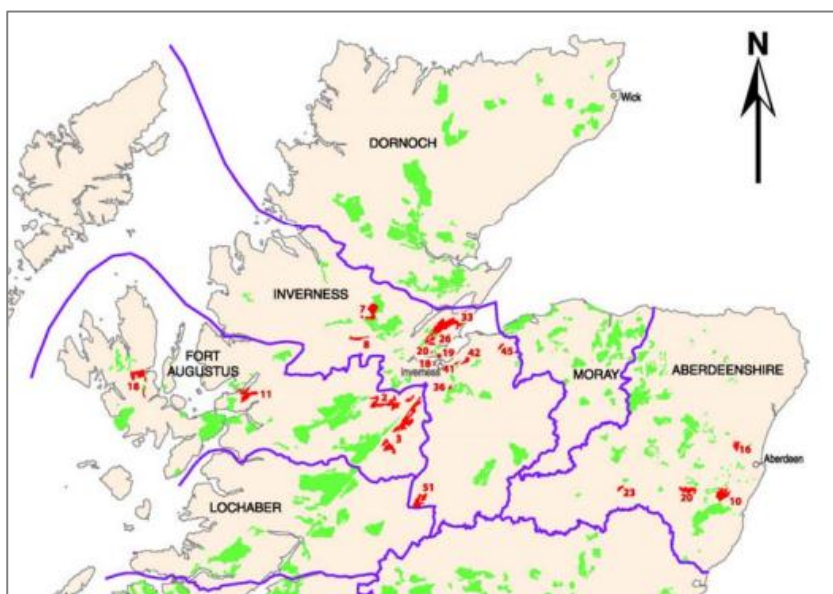 N
Wick
DORNOCH
INVERNESS
7
33
8
26
20
19
42
45
18
41
Inverness
36
FORT
AUGUSTUS
MORAY
ABERDEENSHIRE
18
11
2
3
16
Aberdeen
51
23
20
10
LOCHABER